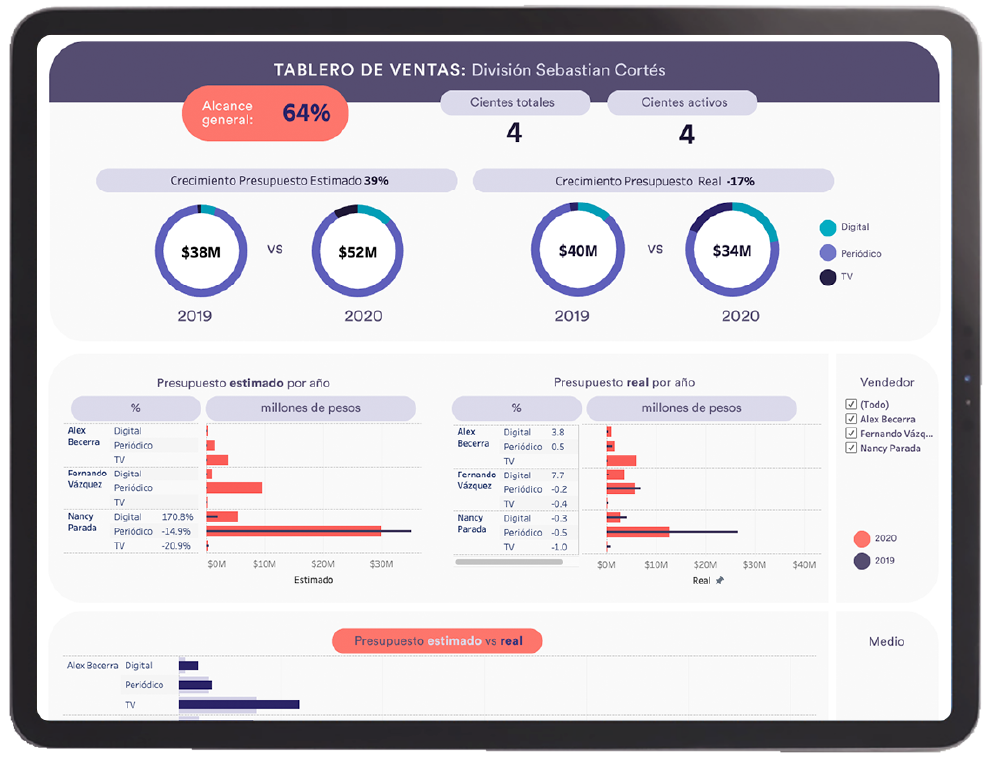 TABLERO DE VENTAS: División Sebastian Cortés
Alcance general: 64%
Cientes totales
4
Cientes activos
4
Crecimiento Presupuesto Estimado 39%
Crecimiento Presupuesto Real -17%
$38M
vs
$52M
2019
2020
$40M
vs
$34M
2019
2020
Digital
Periódico
TV
Presupuesto estimado por año
%
millones de pesos
Alex Becerra
Digital
Periódico
TV
Fernando Vázquez
Digital
Periódico
TV
Nancy Parada
Digital 170.8%
Periódico -14.9%
TV -20.9%
$0M $10M $20M $30M
Estimado
Presupuesto real por año
%
millones de pesos
Alex Becerra
Digital 3.8
Periódico 0.5
TV
Fernando Vázquez
Digital 7.7
Periódico -0.2
TV -0.4
Nancy Parada
Digital -0.3
Periódico -0.5
TV -1.0
$0M $10M $20M $30M $40M
Real
Vendedor
(Todo)
Alex Becerra
Fernando Vázq...
Nancy Parada
2020
2019
Presupuesto estimado vs real
Alex Becerra Digital
Periódico
TV
Medio